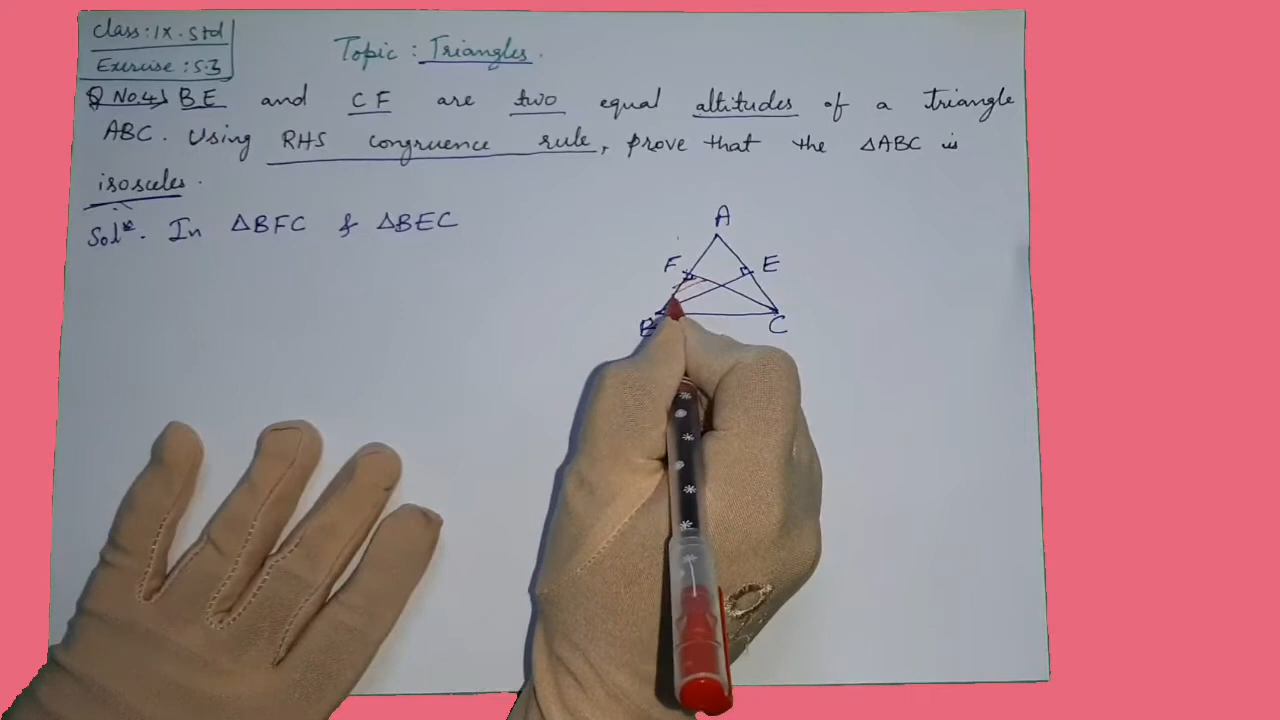 Class: IX. Std
Exercise: 5.3
Topic: Triangles.
Q No.4) BE and CF are two equal altitudes of a triangle
ABC. Using RHS congruence rule, prove that the ΔABC is
isosceles.
Solⁿ. In ΔBFC & ΔBEC
A
F E
B C